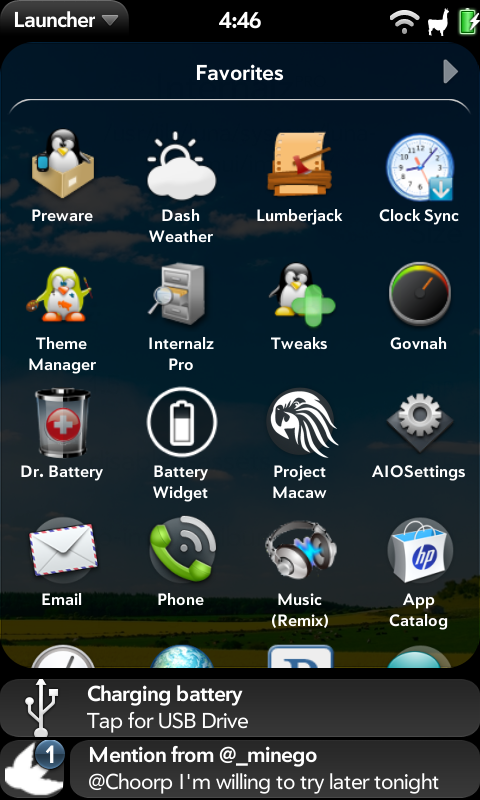 Launcher 4:46
Favorites
Preware Dash Weather Lumberjack Clock Sync
Theme Manager Internalz Pro Tweaks Govnah
Dr. Battery Battery Widget Project Macaw AIOSettings
Email Phone Music (Remix) App Catalog
hp
Charging battery
Tap for USB Drive
1
Mention from @_minego
@Choorp I'm willing to try later tonight